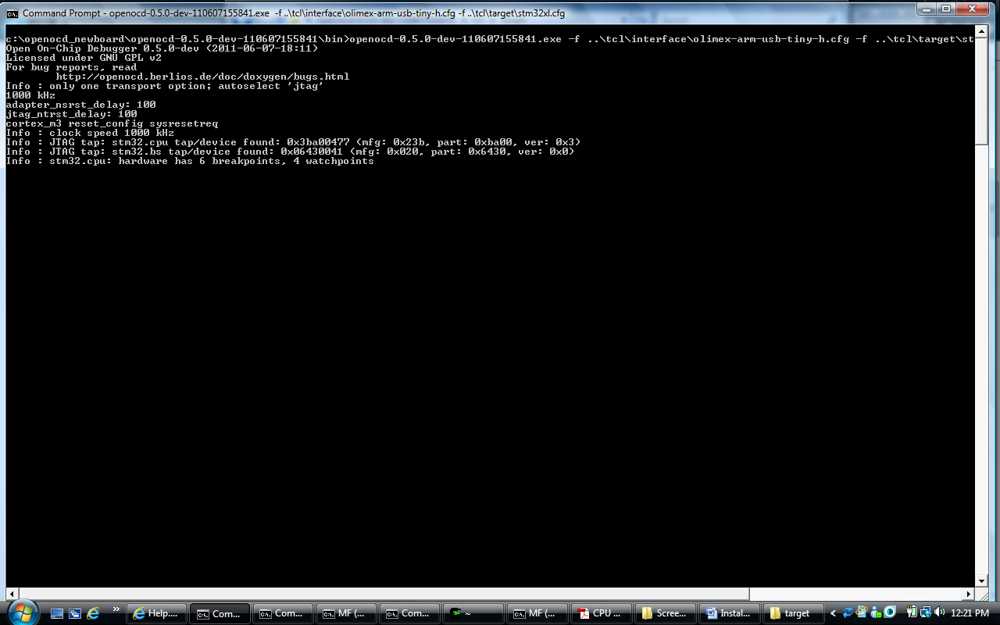 Command Prompt - openocd-0.5.0-dev-110607155841.exe -f ..\tcl\interface\olimex-arm-usb-tiny-h.cfg -f ..\tcl\target\stm32xl.cfg
c:\openocd_newboard\openocd-0.5.0-dev-110607155841\bin>openocd-0.5.0-dev-110607155841.exe -f ..\tcl\interface\olimex-arm-usb-tiny-h.cfg -f ..\tcl\target\st
Open On-Chip Debugger 0.5.0-dev (2011-06-07-18:11)
Licensed under GNU GPL v2
For bug reports, read
http://openocd.berlios.de/doc/doxygen/bugs.html
Info : only one transport option; autoselect 'jtag'
1000 kHz
adapter_nsrst_delay: 100
jtag_ntrst_delay: 100
cortex_m3 reset_config sysresetreq
Info : clock speed 1000 kHz
Info : JTAG tap: stm32.cpu tap/device found: 0x3ba00477 (mfg: 0x23b, part: 0xba00, ver: 0x3)
Info : JTAG tap: stm32.bs tap/device found: 0x06430041 (mfg: 0x020, part: 0x6430, ver: 0x0)
Info : stm32.cpu: hardware has 6 breakpoints, 4 watchpoints
Help... Com... Com... MF (... Com... ~ MF (... CPU ... Scree... Instal... target 12:21 PM